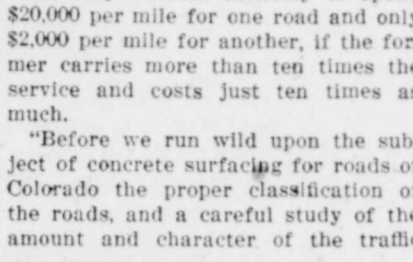 $20,000 per mile for one road and only
$2,000 per mile for another, if the for
mer carries more than ten times the
service and costs just ten times as
much.
"Before we run wild upon the sub
ject of concrete surfacing for roads of
Colorado the proper classification of
the roads, and a careful study of the
amount and character of the traffic